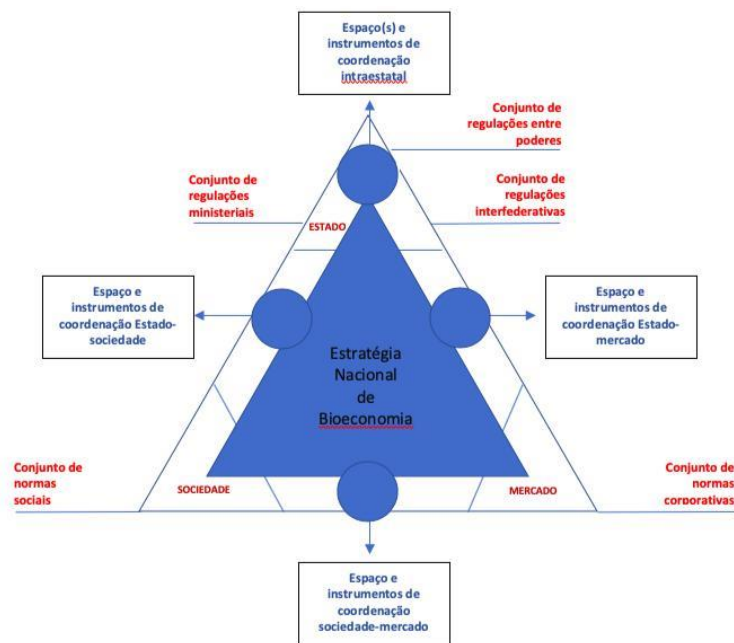 Espaço(s) e
instrumentos de
coordenação
intraestatal
Conjunto de
regulações entre
poderes
Conjunto de
regulações
ministeriais
Conjunto de
regulações
interfederativas
ESTADO
Espaço e
instrumentos de
coordenação Estado-
sociedade
Espaço e
instrumentos de
coordenação Estado-
mercado
Estratégia
Nacional
de
Bioeconomia
Conjunto de
normas
sociais
SOCIEDADE
MERCADO
Conjunto de
normas
corporativas
Espaço e
instrumentos de
coordenação
sociedade-mercado